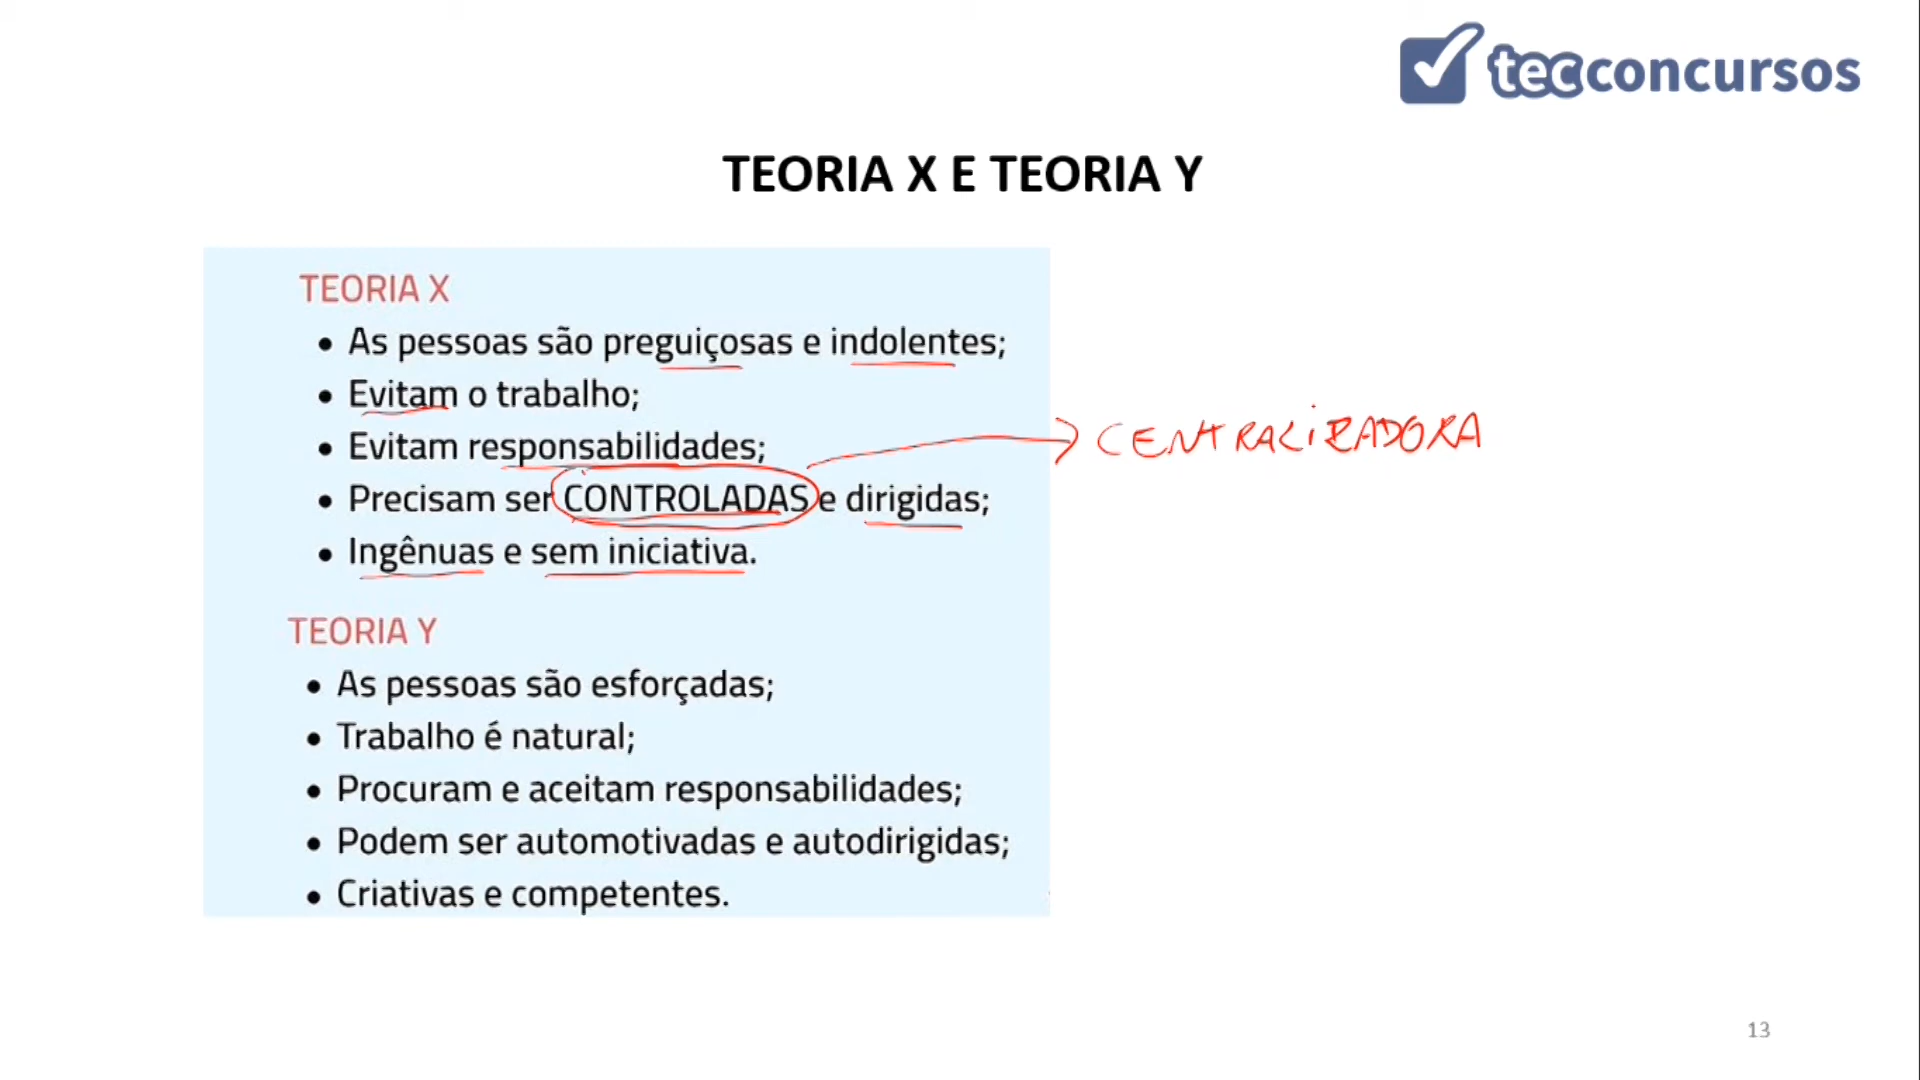 tecconcursos
TEORIA X E TEORIA Y
TEORIA X
• As pessoas são preguiçosas e indolentes;
• Evitam o trabalho;
• Evitam responsabilidades;
CENTRALIZADORA
• Precisam ser CONTROLADAS e dirigidas;
• Ingênuas e sem iniciativa.
TEORIA Y
• As pessoas são esforçadas;
• Trabalho é natural;
• Procuram e aceitam responsabilidades;
• Podem ser automotivadas e autodirigidas;
• Criativas e competentes.
13